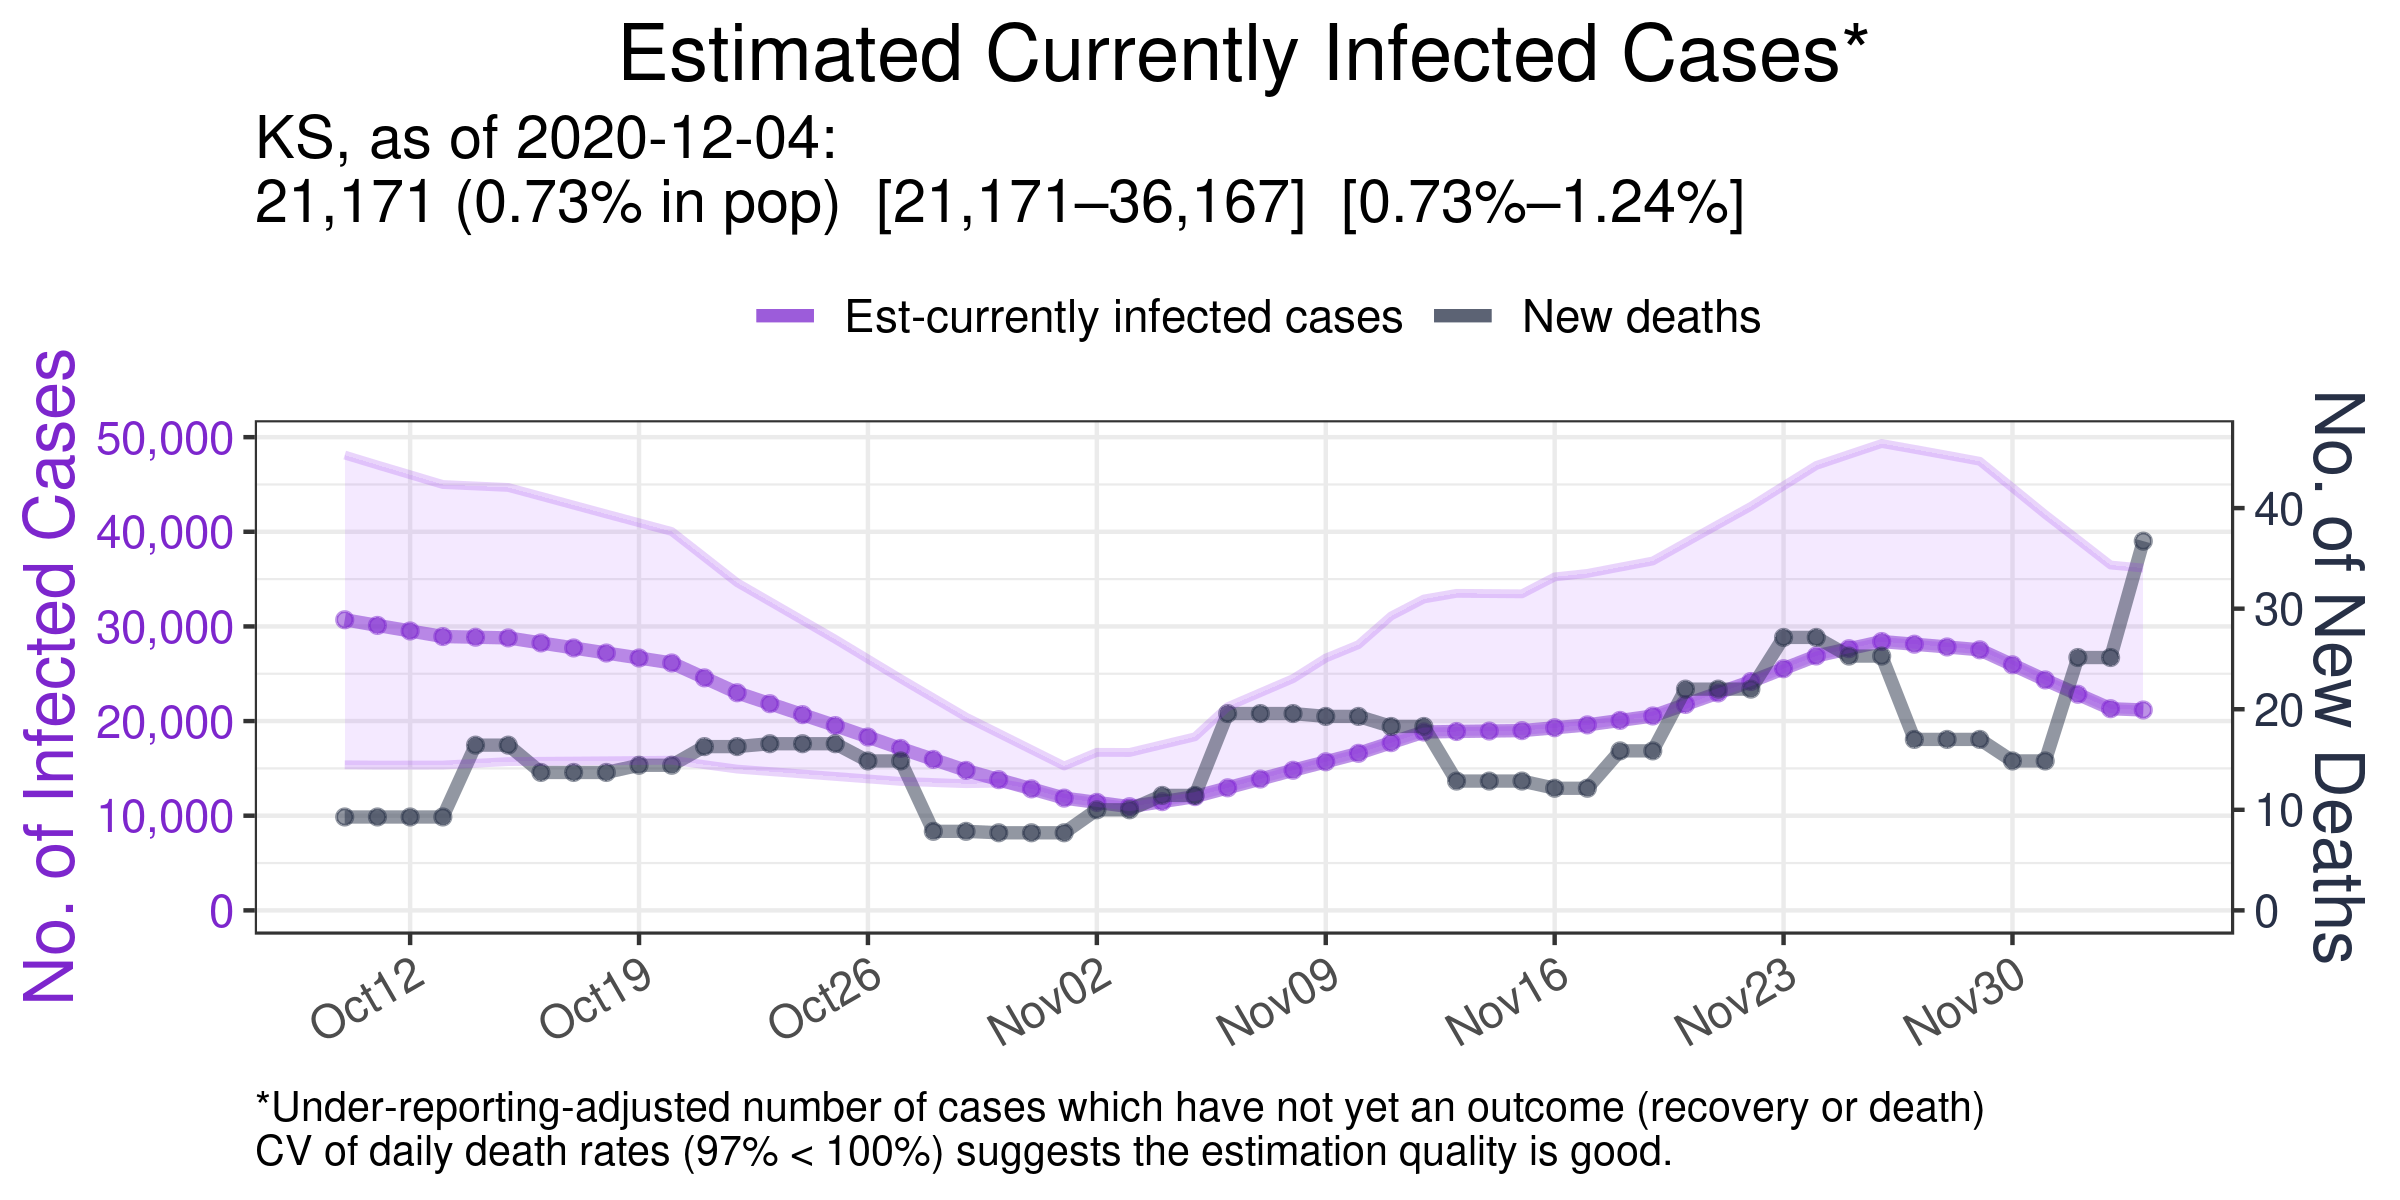 Estimated Currently Infected Cases*
KS, as of 2020-12-04:
21,171 (0.73% in pop)  [21,171–36,167]  [0.73%–1.24%]
Est-currently infected cases
New deaths
No. of Infected Cases
50,000
40,000
30,000
20,000
10,000
0
No. of New Deaths
40
30
20
10
0
Oct12
Oct19
Oct26
Nov02
Nov09
Nov16
Nov23
Nov30
*Under-reporting-adjusted number of cases which have not yet an outcome (recovery or death)
CV of daily death rates (97% < 100%) suggests the estimation quality is good.